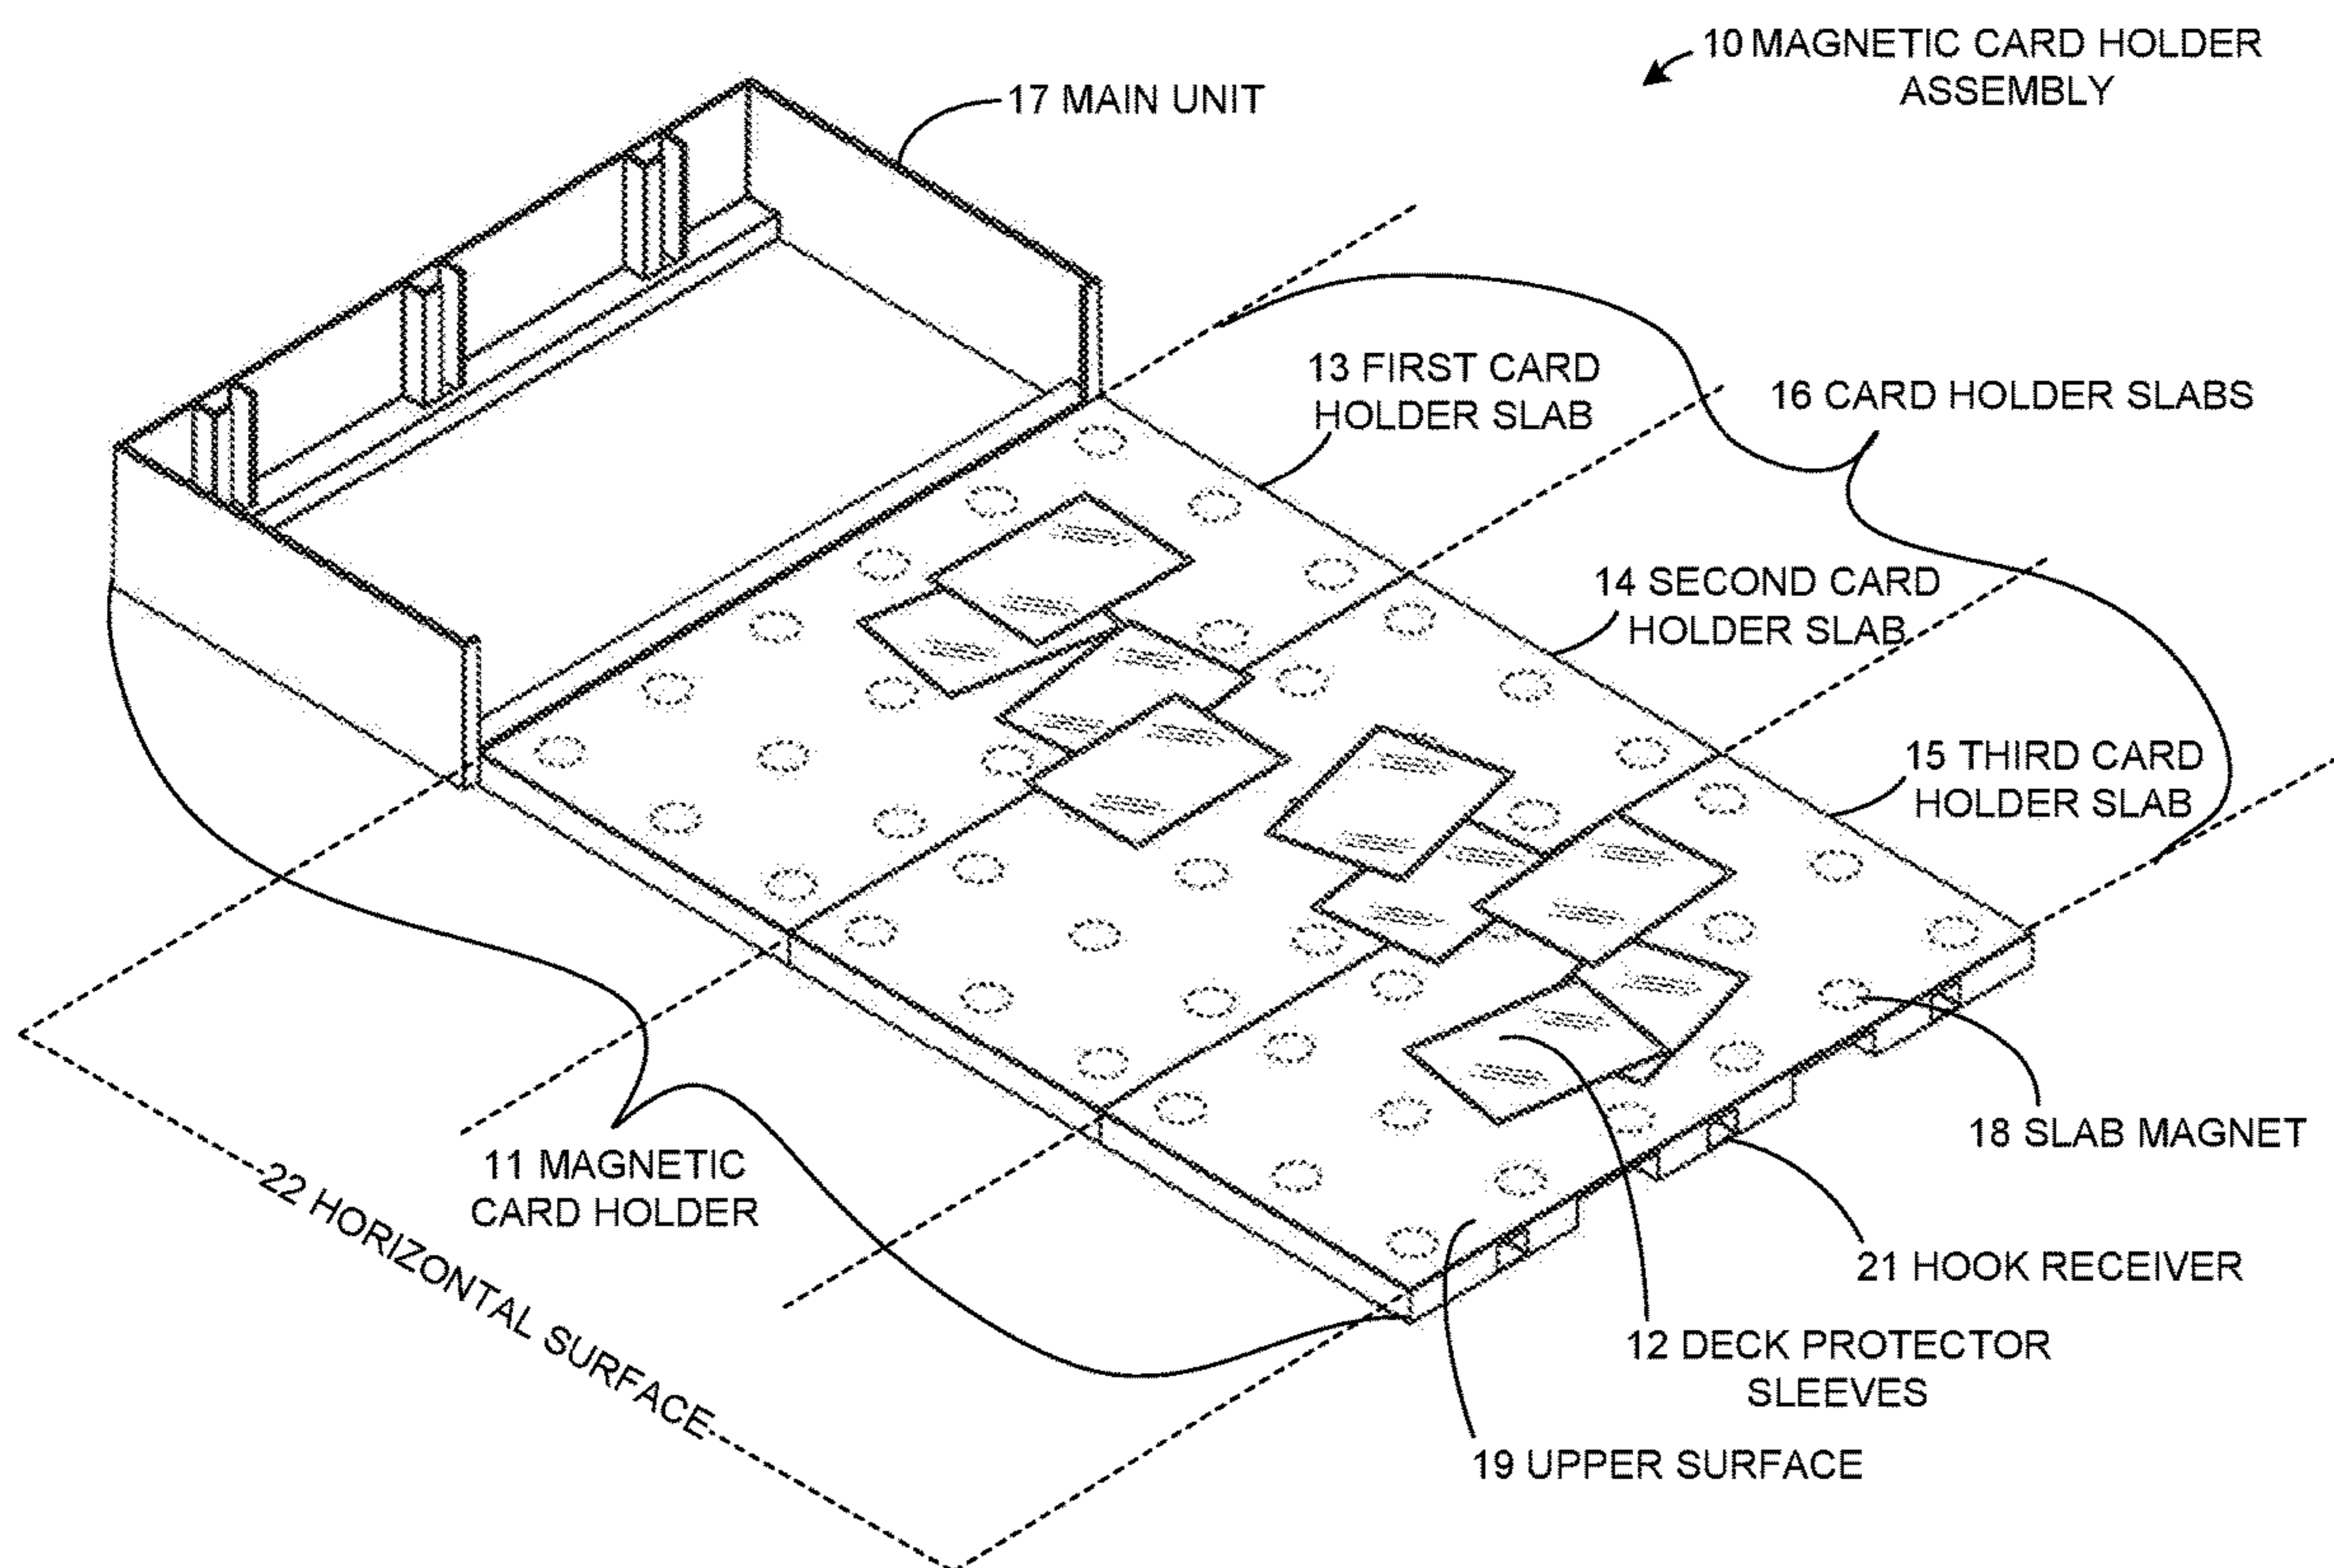 10 MAGNETIC CARD HOLDER
ASSEMBLY
17 MAIN UNIT
13 FIRST CARD
HOLDER SLAB
16 CARD HOLDER SLABS
14 SECOND CARD
HOLDER SLAB
15 THIRD CARD
HOLDER SLAB
18 SLAB MAGNET
11 MAGNETIC
CARD HOLDER
22 HORIZONTAL SURFACE
21 HOOK RECEIVER
12 DECK PROTECTOR
SLEEVES
19 UPPER SURFACE